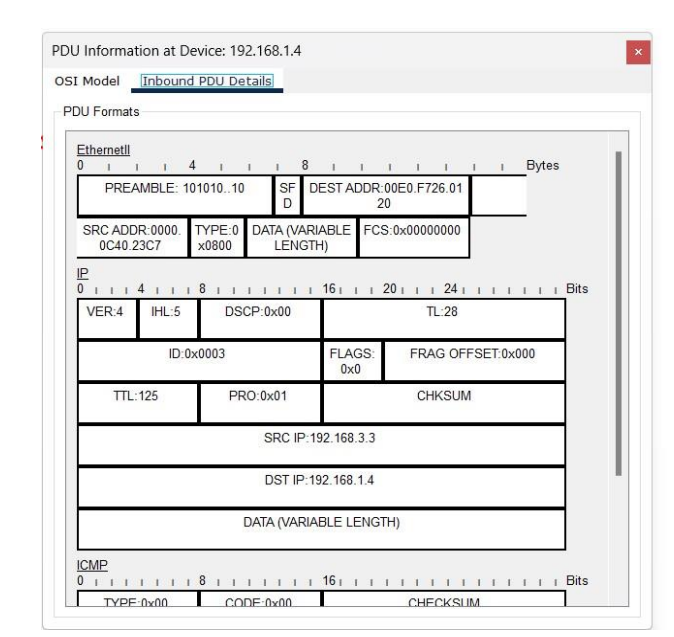 PDU Information at Device: 192.168.1.4
×
OSI Model Inbound PDU Details
PDU Formats
EthernetII
0 4 8 Bytes
PREAMBLE: 101010..10 SF D DEST ADDR:00E0.F726.01 20
SRC ADDR:0000. 0C40.23C7 TYPE:0 x0800 DATA (VARIABLE LENGTH) FCS:0x00000000
IP
0 4 8 16 20 24 Bits
VER:4 IHL:5 DSCP:0x00 TL:28
ID:0x0003 FLAGS: 0x0 FRAG OFFSET:0x000
TTL:125 PRO:0x01 CHKSUM
SRC IP:192.168.3.3
DST IP:192.168.1.4
DATA (VARIABLE LENGTH)
ICMP
0 8 16 Bits
TYPE:0x00 CODE:0x00 CHECKSUM